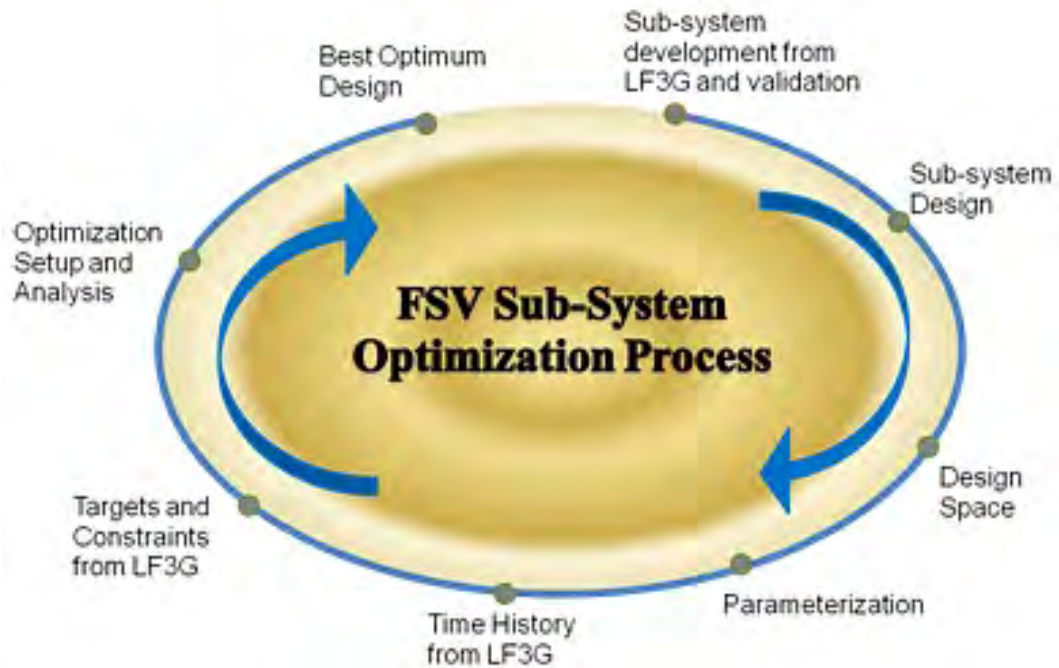 Best Optimum
Design
Sub-system
development from
LF3G and validation
Sub-system
Design
Optimization
Setup and
Analysis
FSV Sub-System
Optimization Process
Design
Space
Targets and
Constraints
from LF3G
Parameterization
Time History
from LF3G